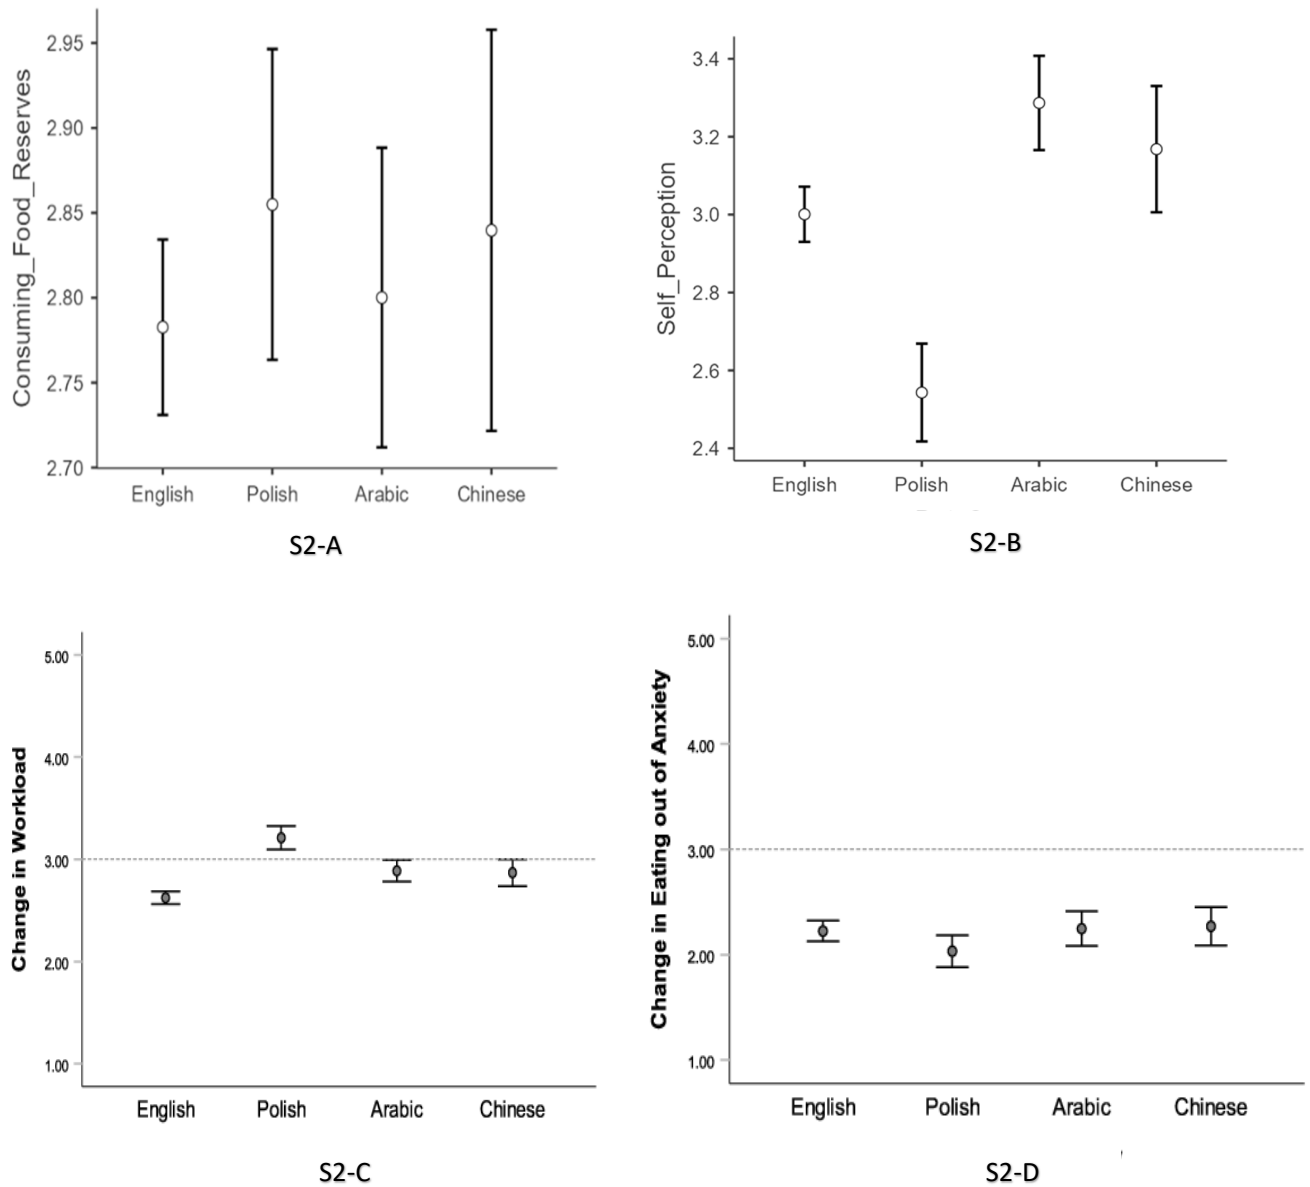 Consuming_Food_Reserves
2.95
2.90
2.85
2.80
2.75
2.70
English Polish Arabic Chinese
S2-A
Self_Perception
3.4
3.2
3.0
2.8
2.6
2.4
English Polish Arabic Chinese
S2-B
Change in Workload
5.00
4.00
3.00
2.00
1.00
English Polish Arabic Chinese
S2-C
Change in Eating out of Anxiety
5.00
4.00
3.00
2.00
1.00
English Polish Arabic Chinese
S2-D